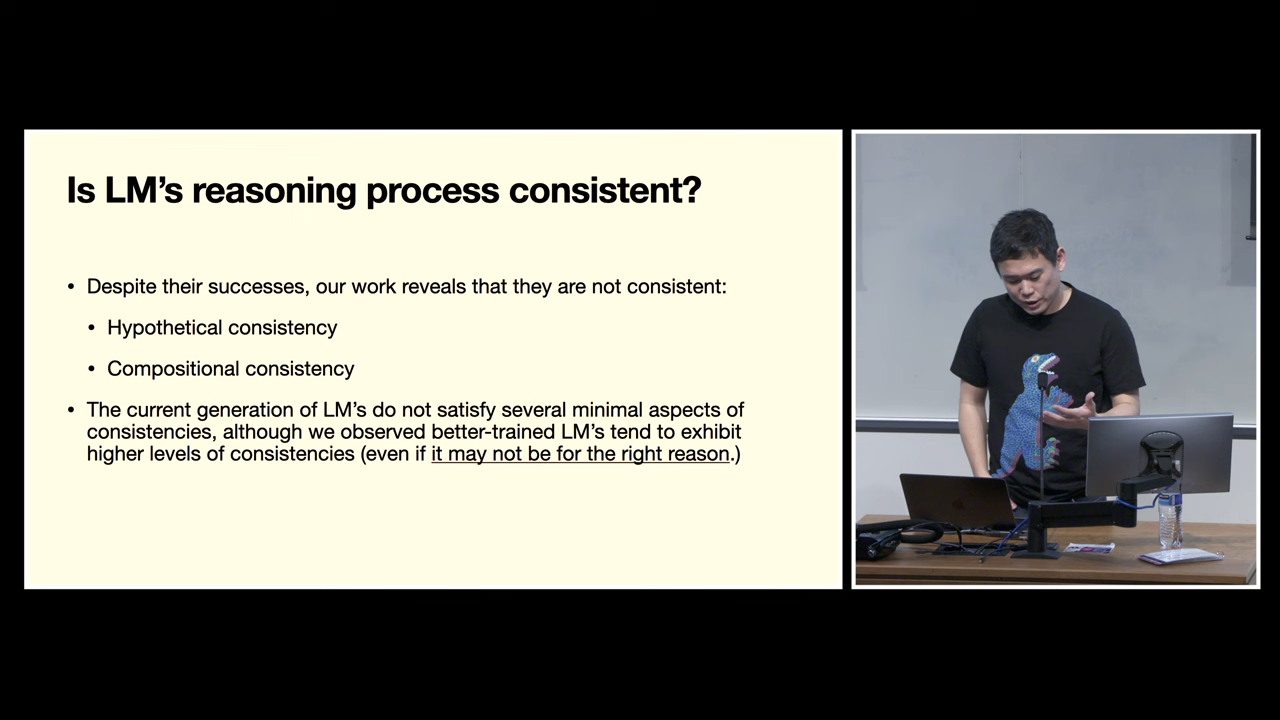 Is LM’s reasoning process consistent?
• Despite their successes, our work reveals that they are not consistent:
• Hypothetical consistency
• Compositional consistency
• The current generation of LM’s do not satisfy several minimal aspects of
consistencies, although we observed better-trained LM’s tend to exhibit
higher levels of consistencies (even if it may not be for the right reason.)